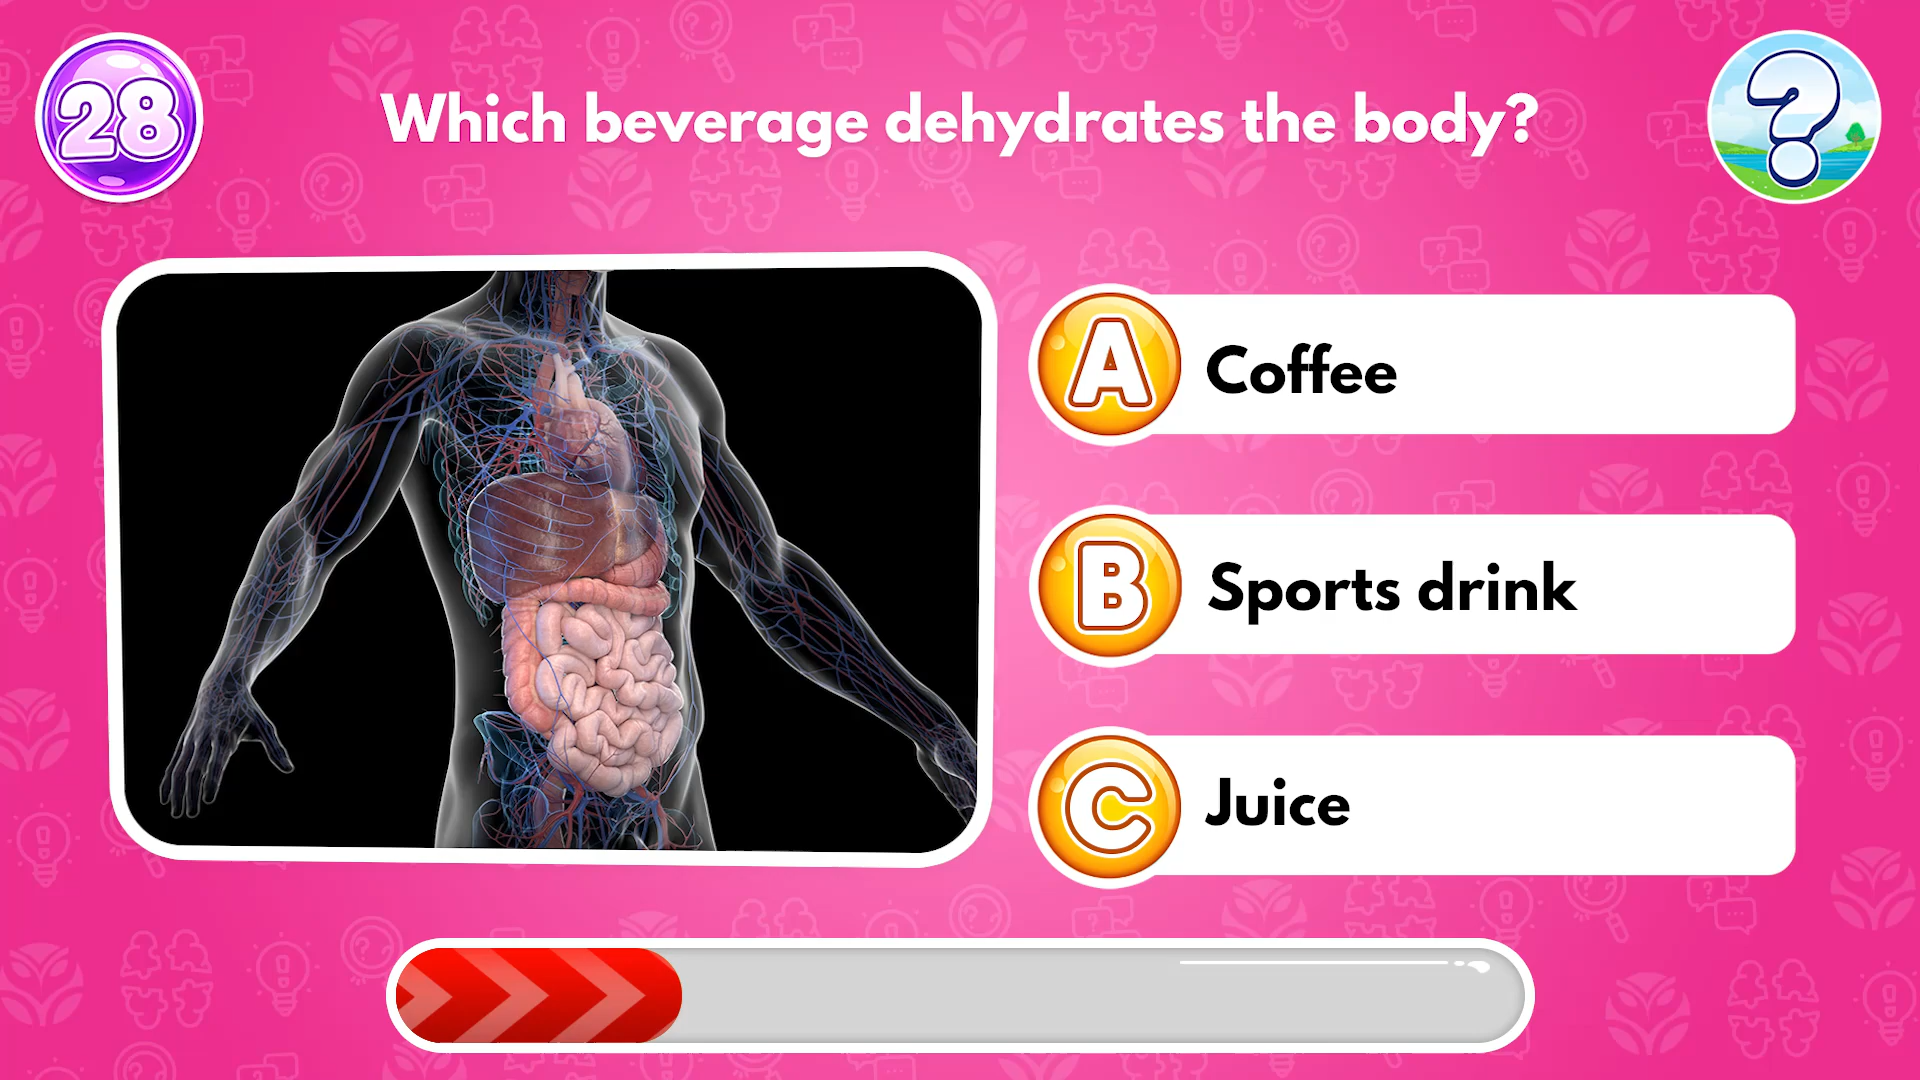 28
Which beverage dehydrates the body?
?
A Coffee
B Sports drink
C Juice